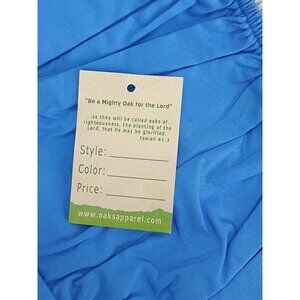 "Be a Mighty Oak for the Lord"
...so they will be called oaks of
righteousness, the planting of the
Lord, that He may be glorified.
Isaiah 61:3
Style:
Color:
Price:
www.oaksapparel.com